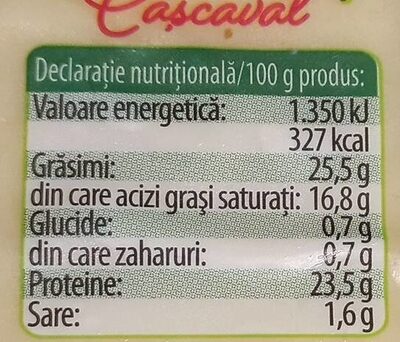 Cașcaval
Declarație nutrițională/100 g produs:
Valoare energetică: 1.350 kJ
327 kcal
Grăsimi: 25,5 g
din care acizi grași saturați: 16,8 g
Glucide: 0,7 g
din care zaharuri: 0,7 g
Proteine: 23,5 g
Sare: 1,6 g